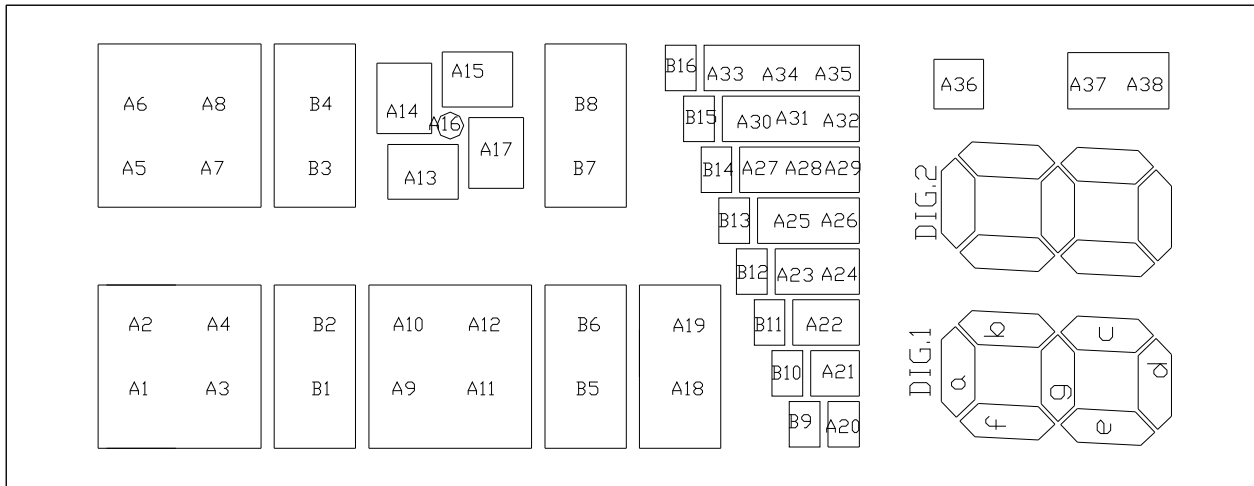 A6 A8
A5 A7
B4
B3
A15
A14
A16
A17
A13
B8
B7
B16 A33 A34 A35
B15 A30 A31 A32
B14 A27 A28 A29
B13 A25 A26
B12 A23 A24
B11 A22
B10 A21
B9 A20
A36
A37 A38
DIG.2
A2 A4
A1 A3
B2
B1
A10 A12
A9 A11
B6
B5
A19
A18
DIG.1
a
b
c
d
e
f
g